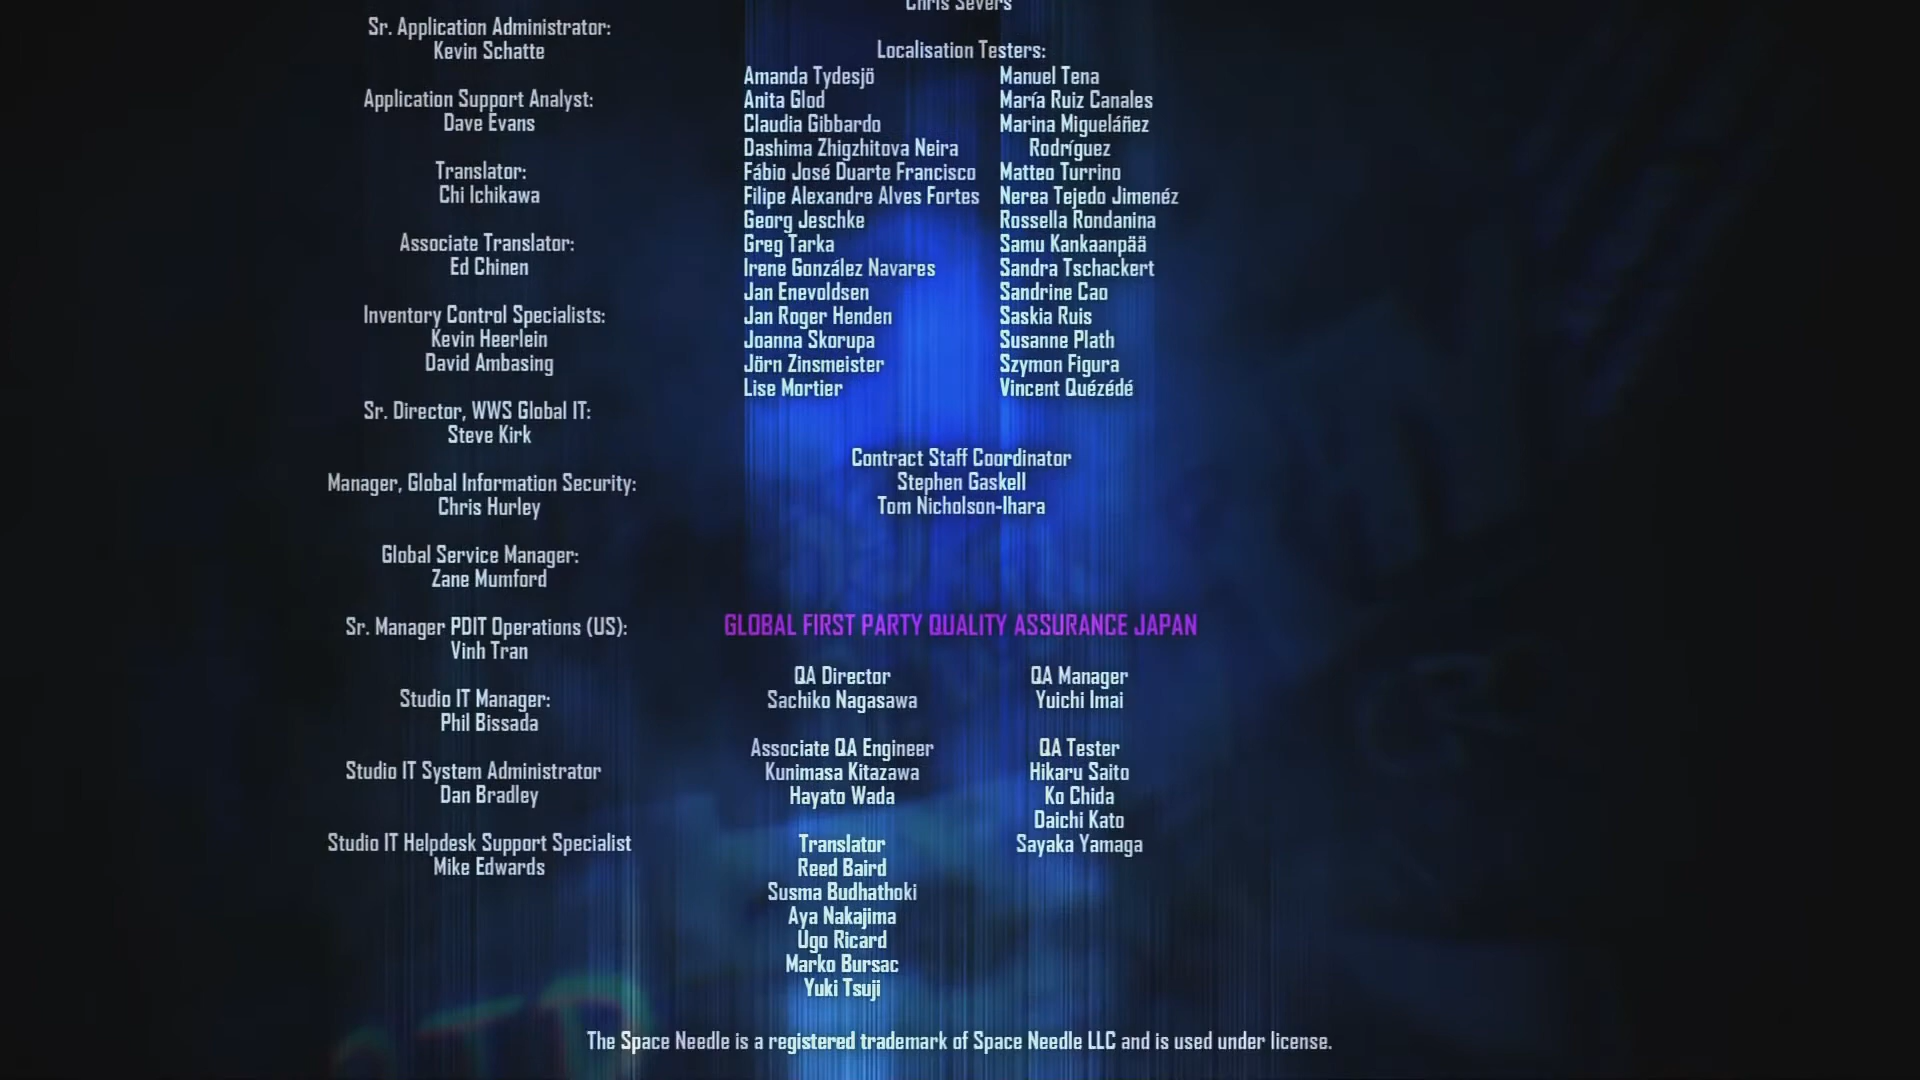 Sr. Application Administrator:
Kevin Schatte
Application Support Analyst:
Dave Evans
Translator:
Chi Ichikawa
Associate Translator:
Ed Chinen
Inventory Control Specialists:
Kevin Heerlein
David Ambasing
Sr. Director, WWS Global IT:
Steve Kirk
Manager, Global Information Security:
Chris Hurley
Global Service Manager:
Zane Mumford
Sr. Manager PDIT Operations (US):
Vinh Tran
Studio IT Manager:
Phil Bissada
Studio IT System Administrator
Dan Bradley
Studio IT Helpdesk Support Specialist
Mike Edwards
Chris Severs
Localisation Testers:
Amanda Tydesjö
Anita Glod
Claudia Gibbardo
Dashima Zhigzhitova Neira
Fábio José Duarte Francisco
Filipe Alexandre Alves Fortes
Georg Jeschke
Greg Tarka
Irene González Navares
Jan Enevoldsen
Jan Roger Henden
Joanna Skorupa
Jörn Zinsmeister
Lise Mortier
Manuel Tena
María Ruiz Canales
Marina Migueláñez
Rodríguez
Matteo Turrino
Nerea Tejedo Jimenéz
Rossella Rondanina
Samu Kankaanpää
Sandra Tschackert
Sandrine Cao
Saskia Ruis
Susanne Plath
Szymon Figura
Vincent Quézédé
Contract Staff Coordinator
Stephen Gaskell
Tom Nicholson-Ihara
GLOBAL FIRST PARTY QUALITY ASSURANCE JAPAN
QA Director
Sachiko Nagasawa
Associate QA Engineer
Kunimasa Kitazawa
Hayato Wada
Translator
Reed Baird
Susma Budhathoki
Aya Nakajima
Ugo Ricard
Marko Bursac
Yuki Tsuji
QA Manager
Yuichi Imai
QA Tester
Hikaru Saito
Ko Chida
Daichi Kato
Sayaka Yamaga
The Space Needle is a registered trademark of Space Needle LLC and is used under license.